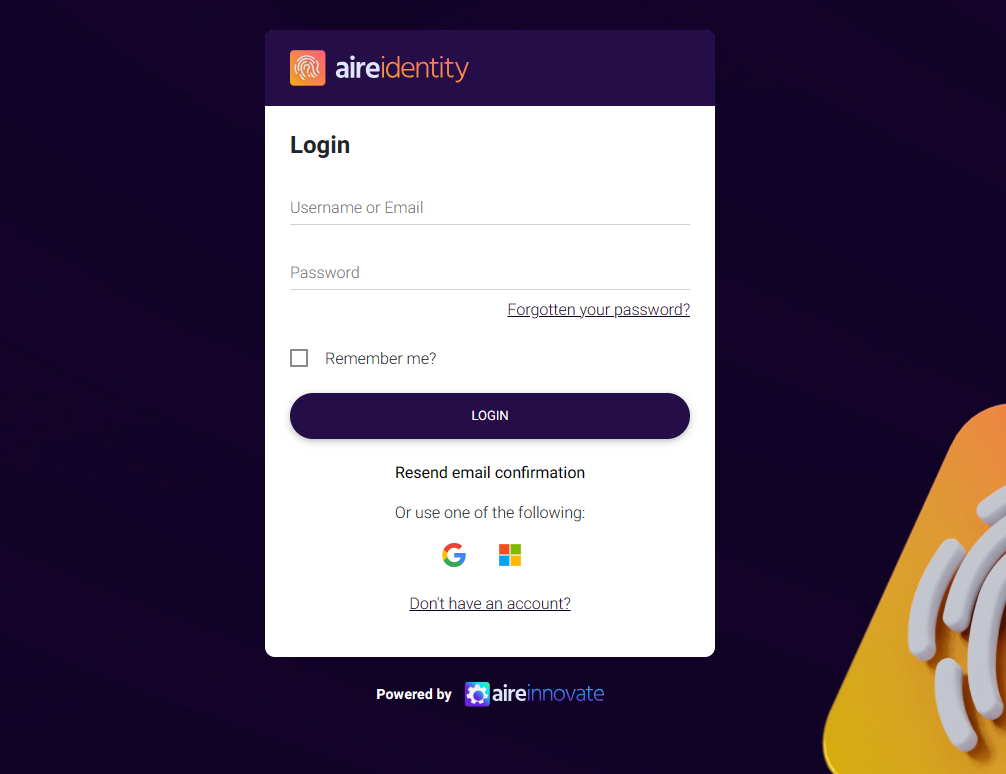 aireidentity
Login
Username or Email
Password
Forgotten your password?
Remember me?
LOGIN
Resend email confirmation
Or use one of the following:
Don't have an account?
Powered by aireinnovate